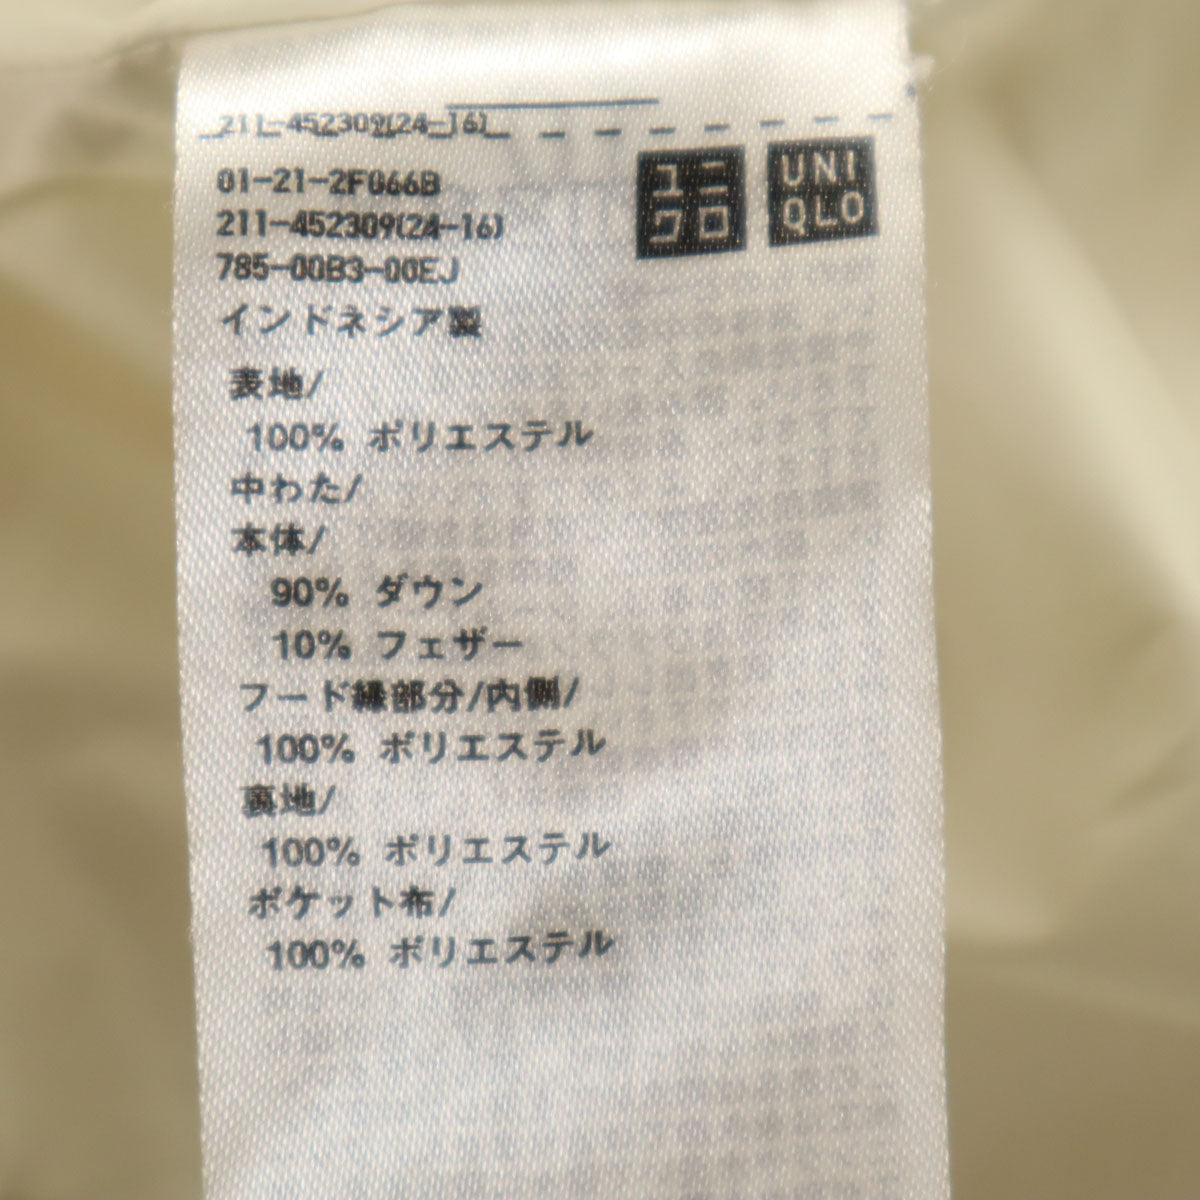 211-452309(24-16)
01-21-2F066B
211-452309(24-16)
785-00B3-00EJ
ユニ
クロ
UNI
QLO
インドネシア製
表地/
100% ポリエステル
中わた/
本体/
90% ダウン
10% フェザー
フード縁部分/内側/
100% ポリエステル
裏地/
100% ポリエステル
ポケット布/
100% ポリエステル